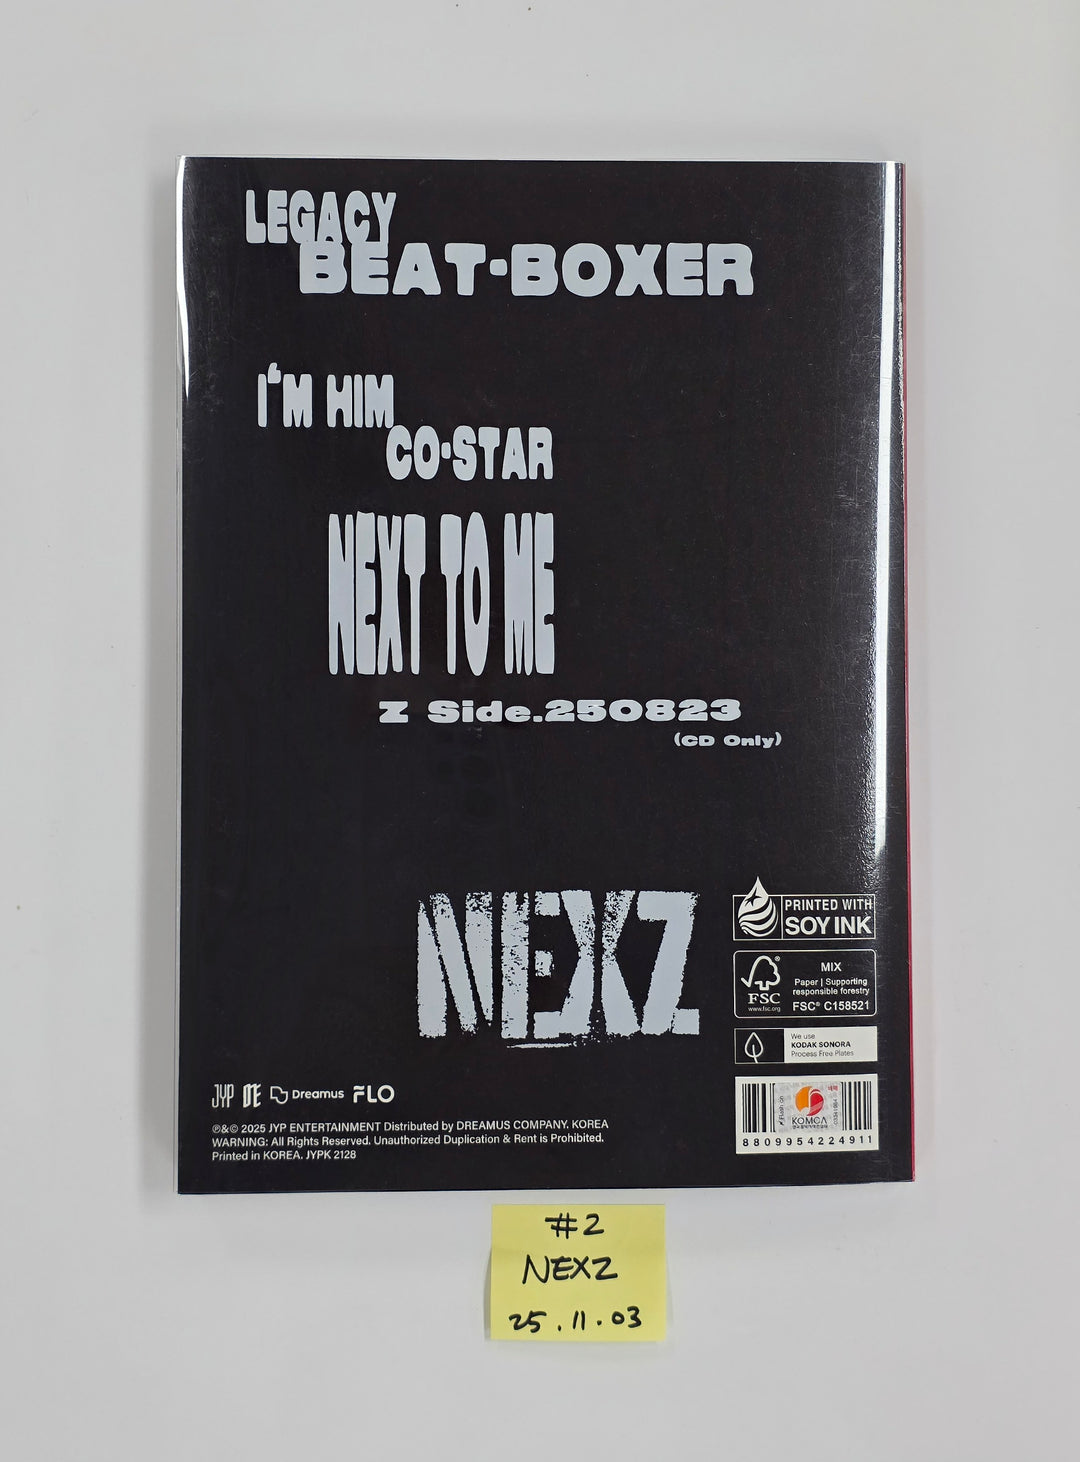 LEGACY
BEAT-BOXER
I'M HIM
CO-STAR
NEXT TO ME
Z Side.250823
(CD Only)
NEXZ
PRINTED WITH
SOY INK
FSC
www.fsc.org
MIX
Paper | Supporting
responsible forestry
FSC® C158521
We use
KODAK SONORA
Process Free Plates
KOMCA
8809954224911
JYP Dreamus FLO
℗&© 2025 JYP ENTERTAINMENT Distributed by DREAMUS COMPANY. KOREA
WARNING: All Rights Reserved. Unauthorized Duplication & Rent is Prohibited.
Printed in KOREA. JYPK 2128
#2
NEXZ
25.11.03